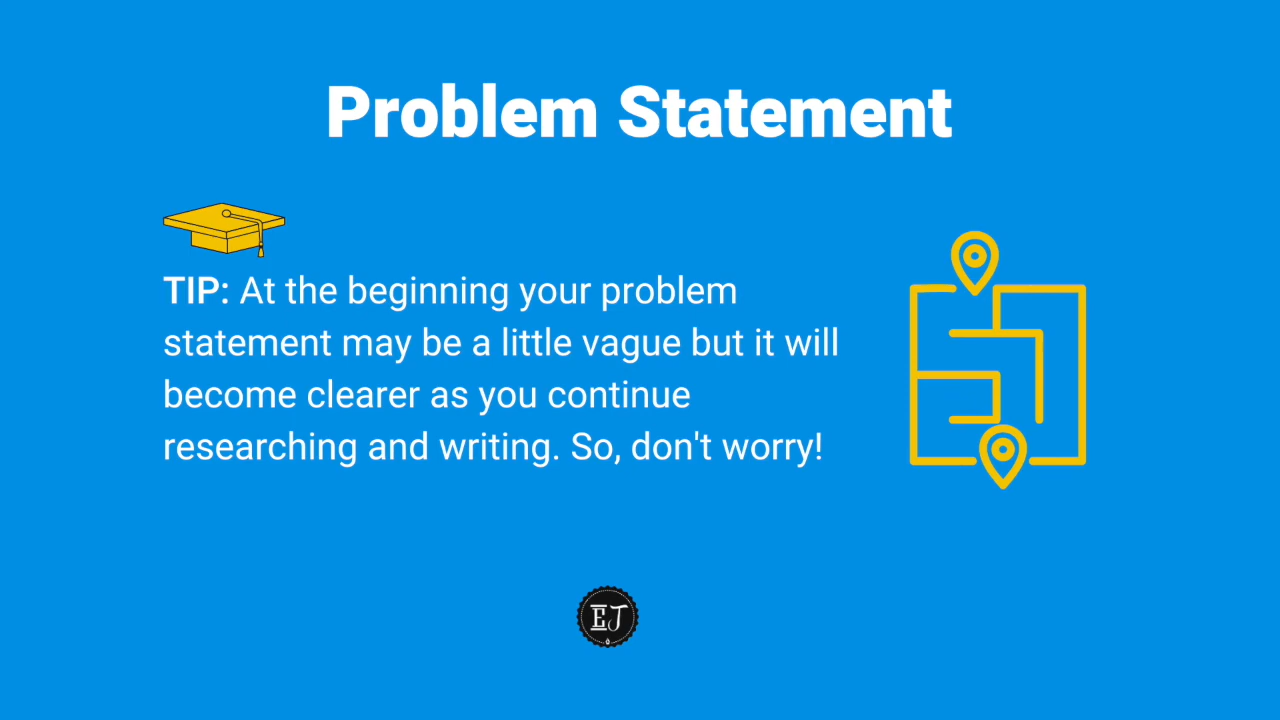 Problem Statement
TIP: At the beginning your problem
statement may be a little vague but it will
become clearer as you continue
researching and writing. So, don't worry!
EJ